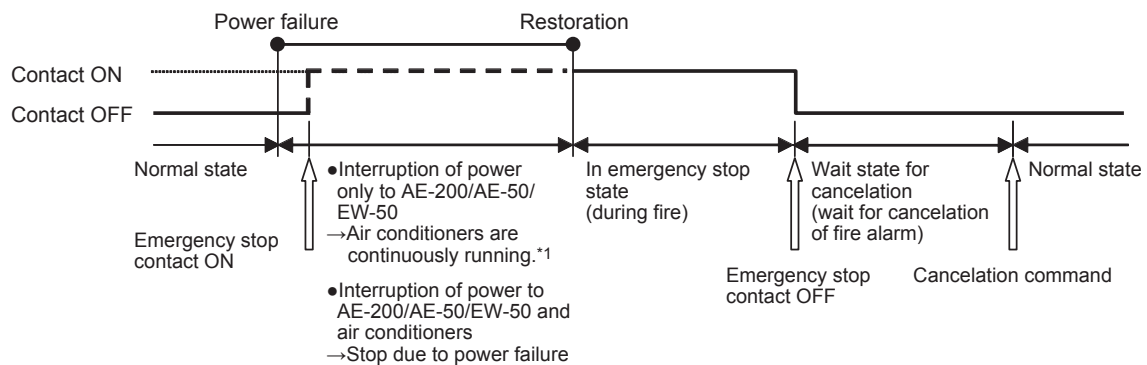 Power failure
Restoration
Contact ON
Contact OFF
Normal state
●Interruption of power
only to AE-200/AE-50/
EW-50
→Air conditioners are
continuously running.*1
In emergency stop
state
(during fire)
Wait state for
cancelation
(wait for cancelation
of fire alarm)
Normal state
Emergency stop
contact ON
Emergency stop
contact OFF
Cancelation command
●Interruption of power to
AE-200/AE-50/EW-50 and
air conditioners
→Stop due to power failure